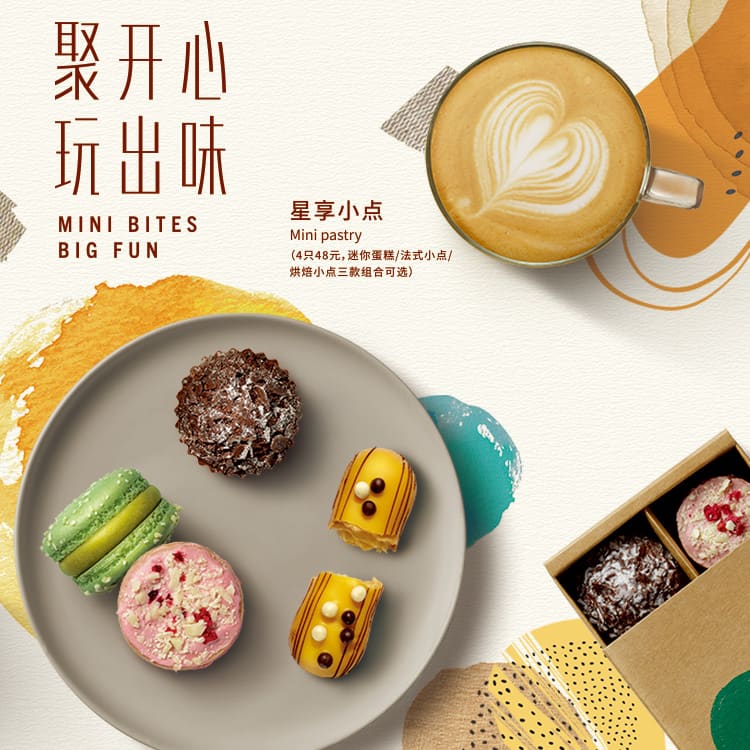 聚开心
玩出味
MINI BITES
BIG FUN
星享小点
Mini pastry
（4只48元，迷你蛋糕/法式小点/
烘焙小点三款组合可选）